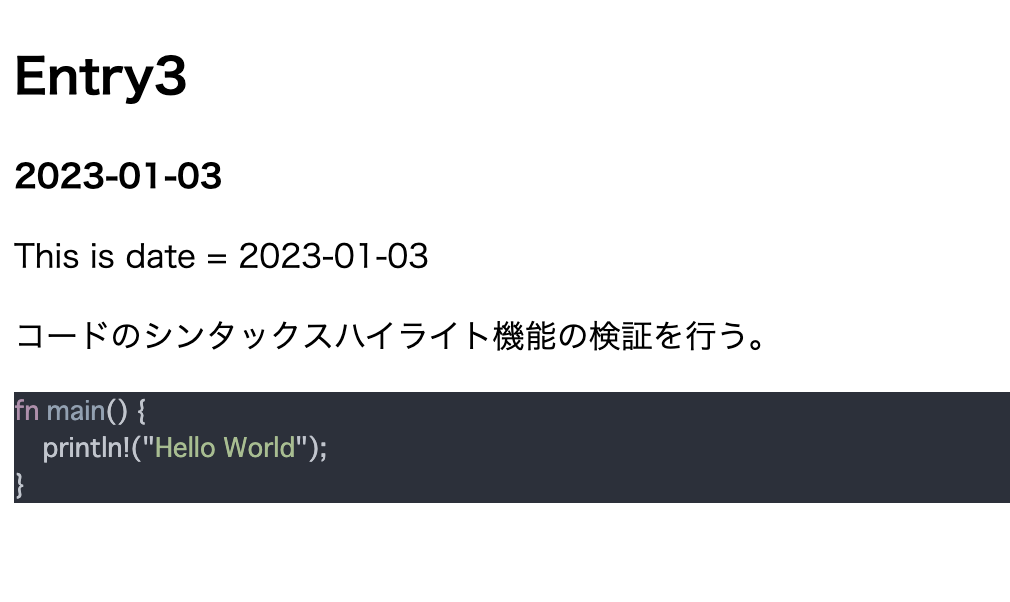 Entry3
2023-01-03
This is date = 2023-01-03
コードのシンタックスハイライト機能の検証を行う。
fn main() {
    println!("Hello World");
}